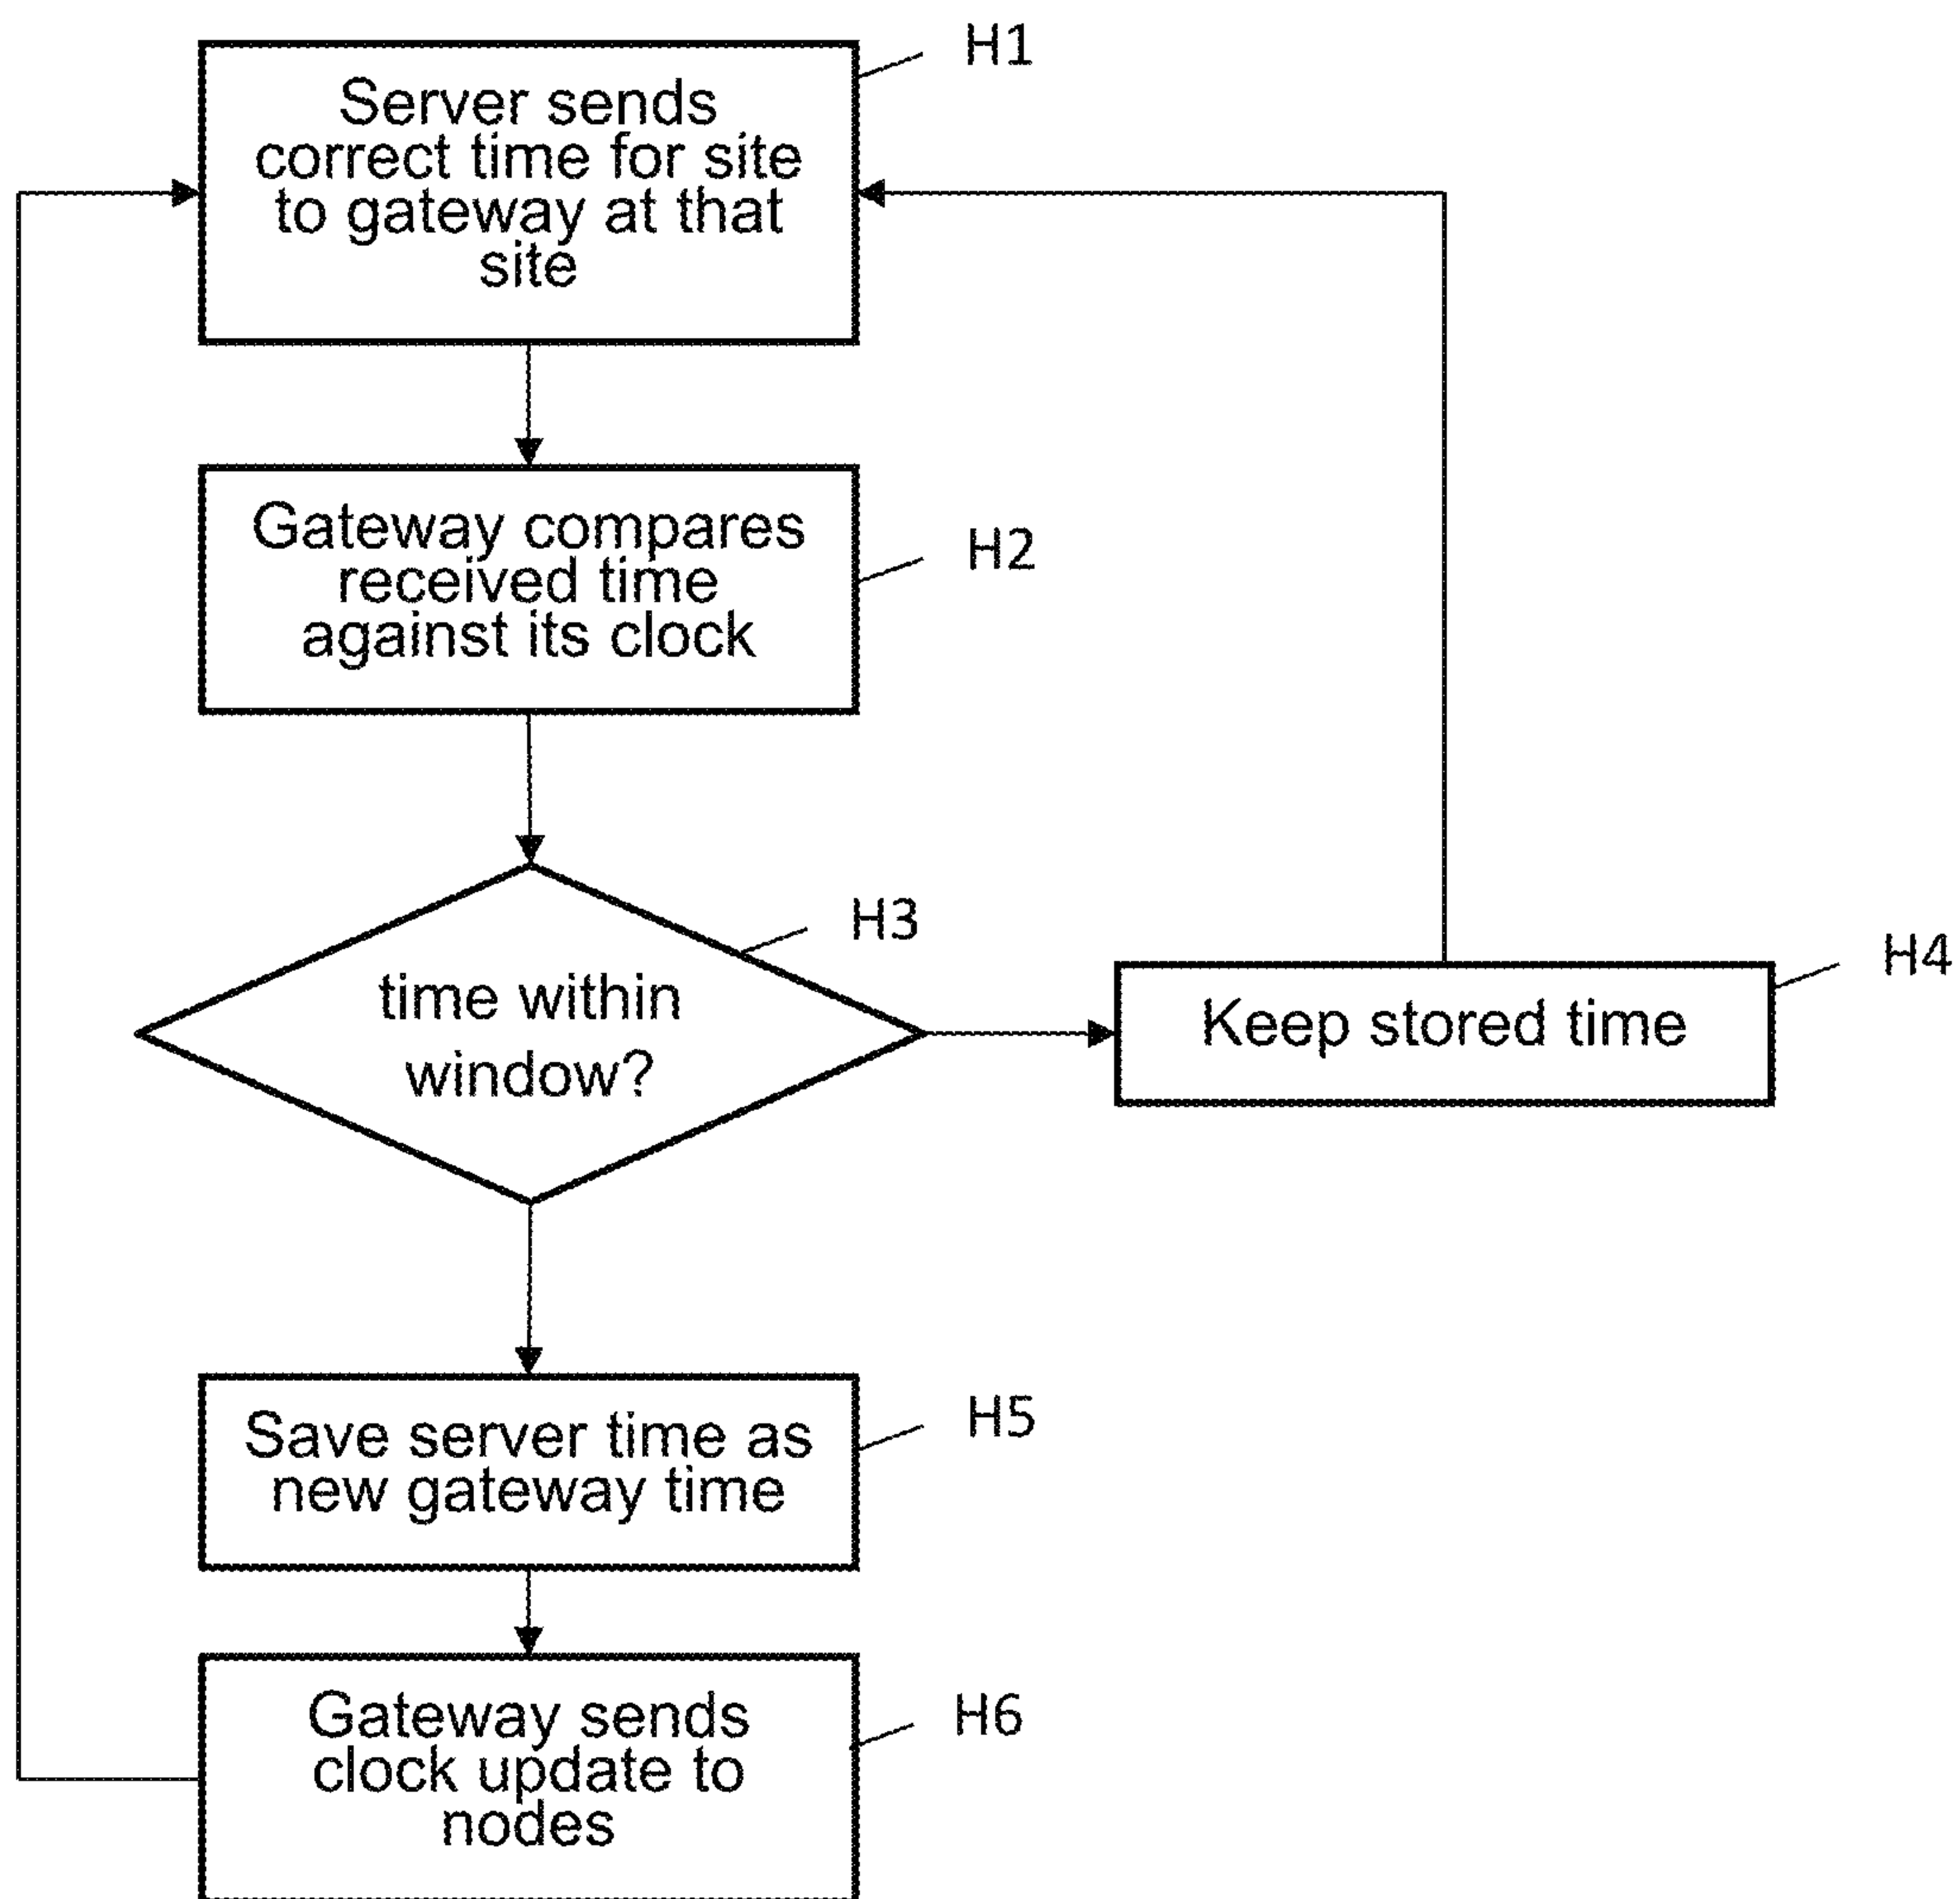 H1
Server sends
correct time for site
to gateway at that
site
Gateway compares
received time
against its clock
H2
H3
time within
window?
H4
Keep stored time
Save server time as
new gateway time
H5
Gateway sends
clock update to
nodes
H6